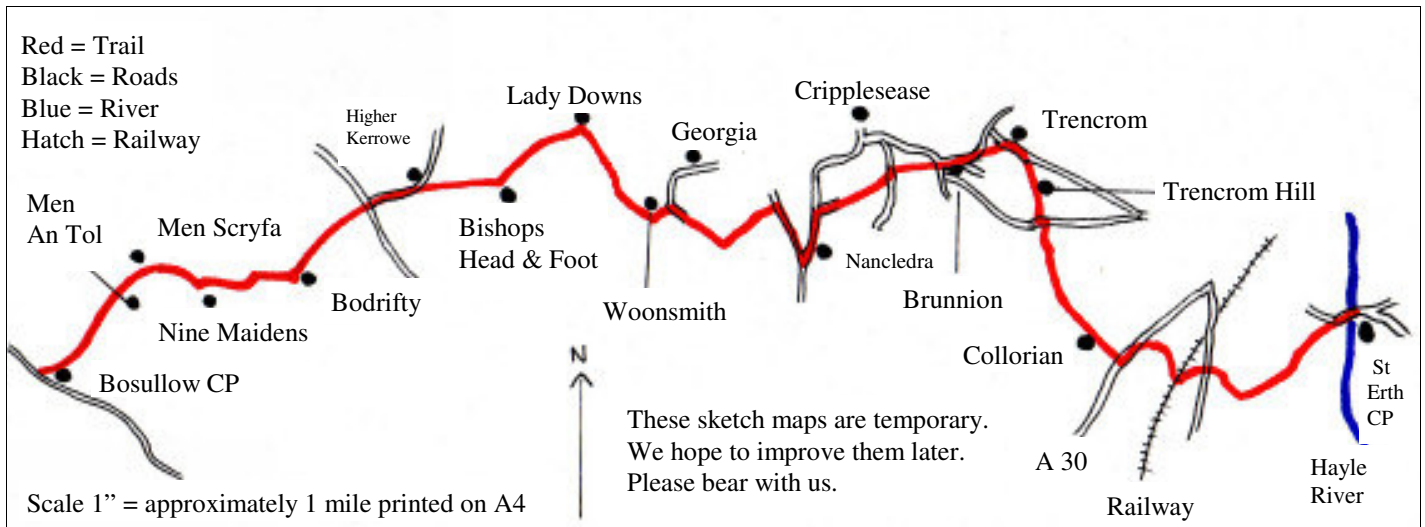 Red = Trail
Black = Roads
Blue = River
Hatch = Railway
Men
An Tol
Men Scryfa
Higher
Kerrowe
Lady Downs
Georgia
Cripplesease
Trencrom
Trencrom Hill
Bishops
Head & Foot
Bodrifty
Nine Maidens
Bosullow CP
Woonsmith
Nancledra
Brunnion
Collorian
St
Erth
CP
N
These sketch maps are temporary.
We hope to improve them later.
Please bear with us.
A 30
Railway
Hayle
River
Scale 1” = approximately 1 mile printed on A4